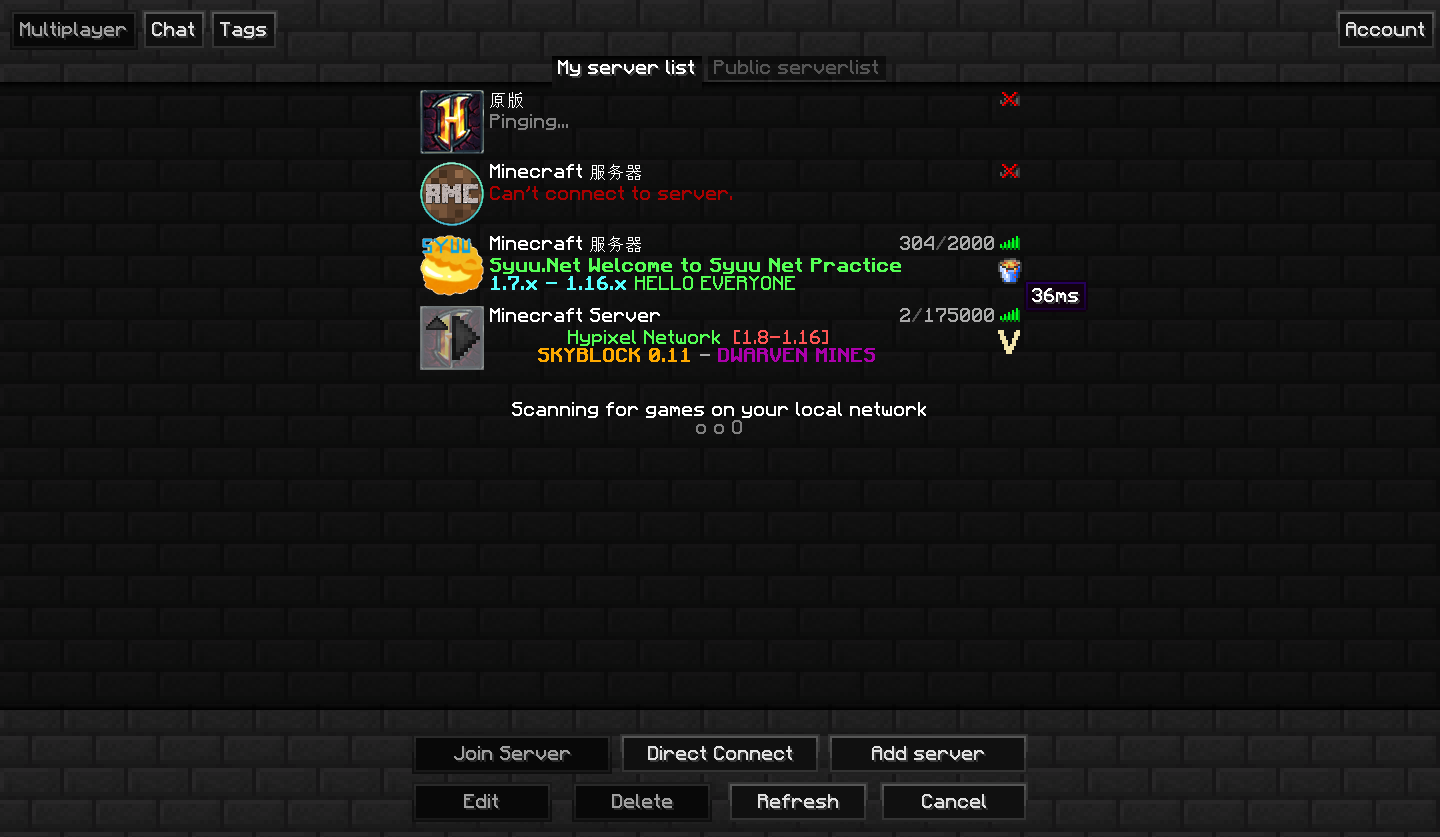 Multiplayer Chat Tags Account
My server list Public serverlist
原版
Pinging...
Minecraft 服务器
RMC Can't connect to server.
SYUU Minecraft 服务器 304/2000
Syuu.Net Welcome to Syuu Net Practice
1.7.x - 1.16.x HELLO EVERYONE
36ms
Minecraft Server 2/175000
Hypixel Network [1.8-1.16]
SKYBLOCK 0.11 - DWARVEN MINES
Scanning for games on your local network
o o O
Join Server Direct Connect Add server
Edit Delete Refresh Cancel